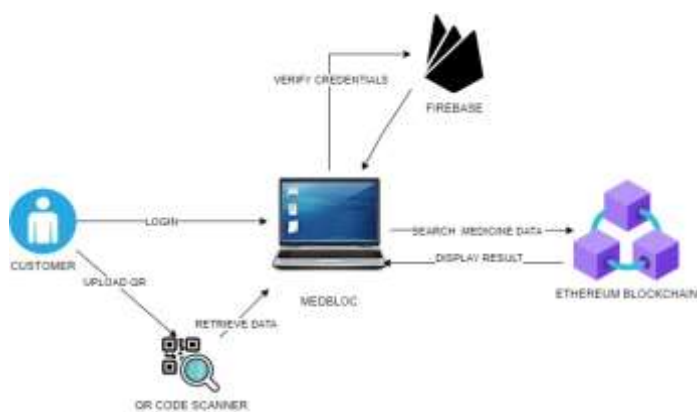 VERIFY CREDENTIALS
FIREBASE
LOGIN
SEARCH MEDICINE DATA
DISPLAY RESULT
CUSTOMER
UPLOAD QR
MEDBLOC
ETHEREUM BLOCKCHAIN
RETRIEVE DATA
QR CODE SCANNER